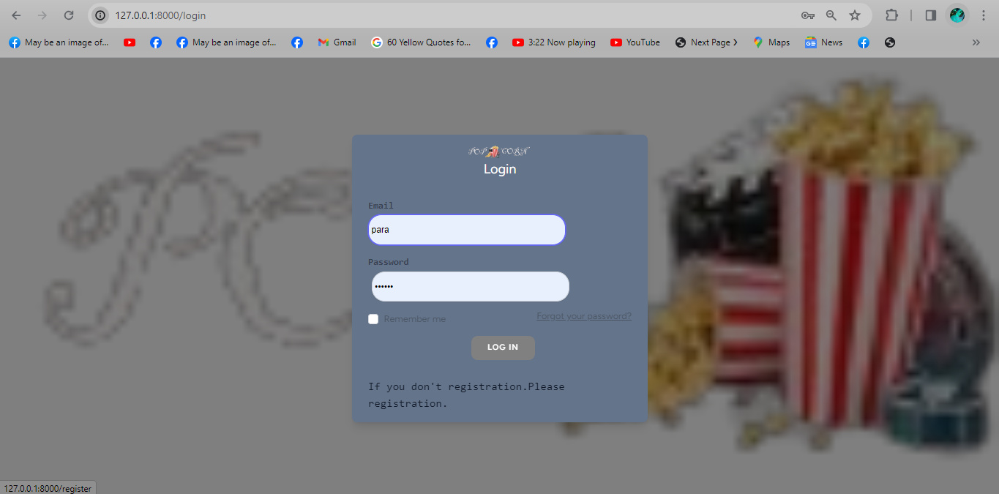 127.0.0.1:8000/login
May be an image of... May be an image of... Gmail 60 Yellow Quotes fo... 3:22 Now playing YouTube Next Page Maps News
POP CORN
Login
Email
para
Password
Remember me
Forgot your password?
LOG IN
If you don't registration.Please
registration.
127.0.0.1:8000/register